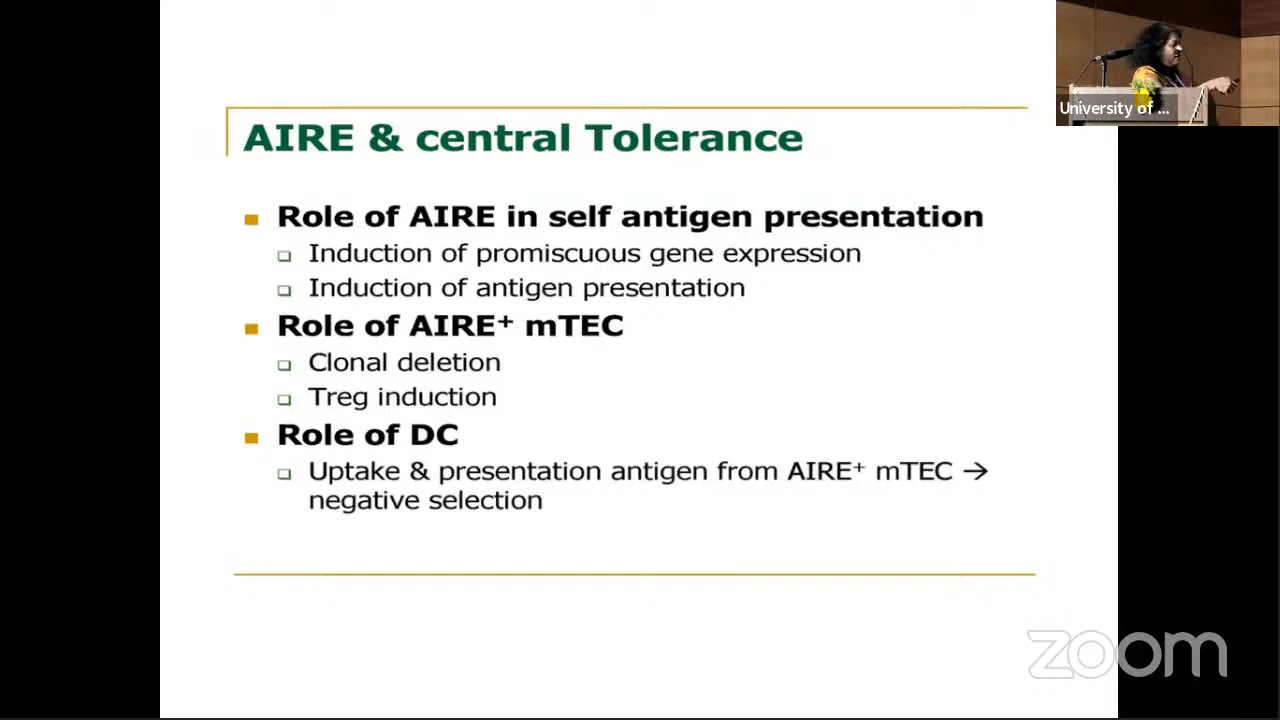 University of ...
AIRE & central Tolerance
Role of AIRE in self antigen presentation
Induction of promiscuous gene expression
Induction of antigen presentation
Role of AIRE⁺ mTEC
Clonal deletion
Treg induction
Role of DC
Uptake & presentation antigen from AIRE⁺ mTEC →
negative selection
zoom